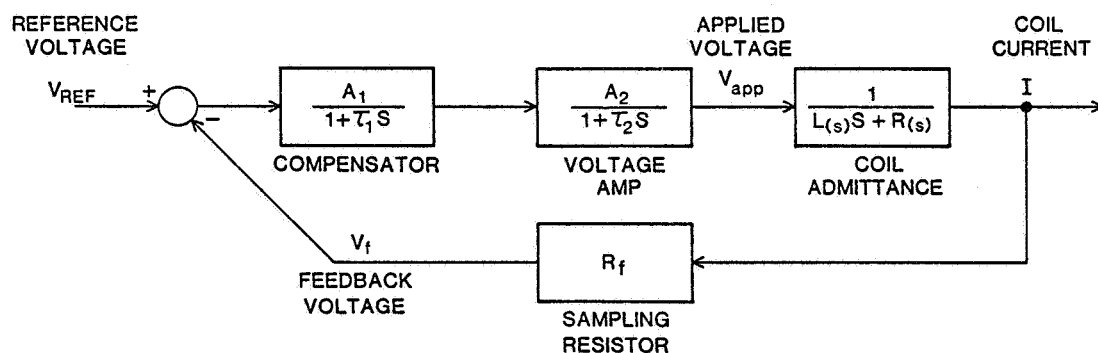 REFERENCE
VOLTAGE
V_REF
+
−
A₁
1+τ₁S
COMPENSATOR
A₂
1+τ₂S
VOLTAGE
AMP
APPLIED
VOLTAGE
V_app
1
L(s)S + R(s)
COIL
ADMITTANCE
COIL
CURRENT
I
V_f
FEEDBACK
VOLTAGE
R_f
SAMPLING
RESISTOR